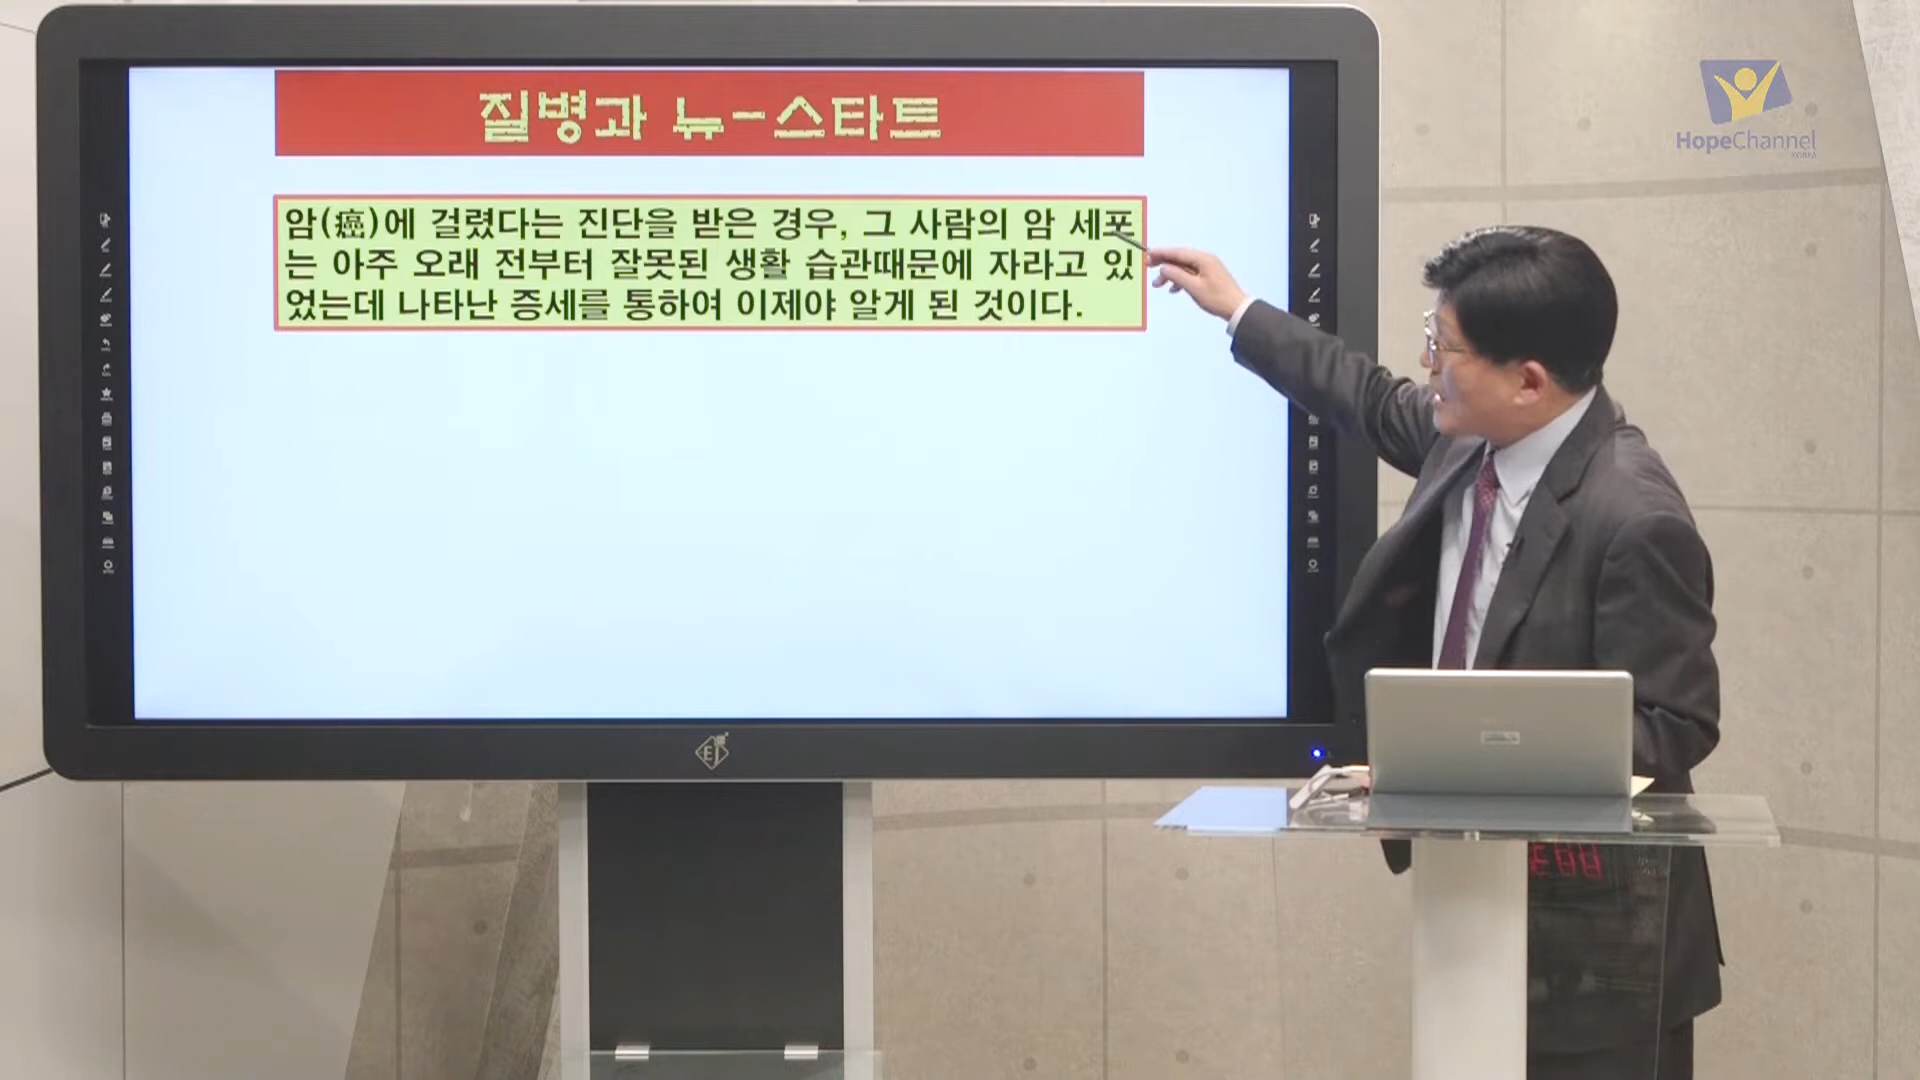 질병과 뉴-스타트
암(癌)에 걸렸다는 진단을 받은 경우, 그 사람의 암 세포
는 아주 오래 전부터 잘못된 생활 습관때문에 자라고 있
었는데 나타난 증세를 통하여 이제야 알게 된 것이다.
HopeChannel
KOREA